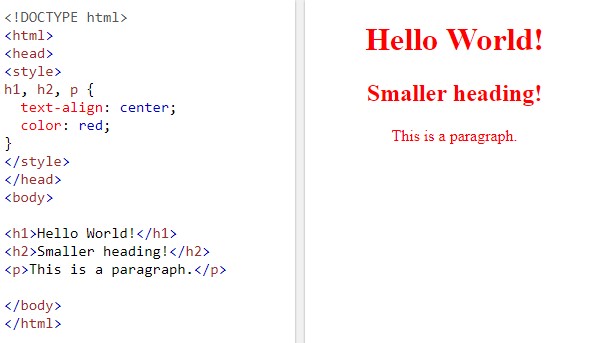 <!DOCTYPE html>
<html>
<head>
<style>
h1, h2, p {
  text-align: center;
  color: red;
}
</style>
</head>
<body>

<h1>Hello World!</h1>
<h2>Smaller heading!</h2>
<p>This is a paragraph.</p>

</body>
</html>
Hello World!
Smaller heading!
This is a paragraph.